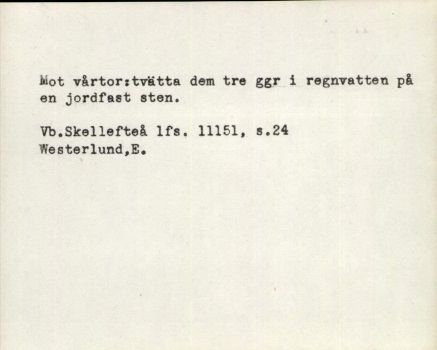 Mot vårtor:tvätta dem tre ggr i regnvatten på
en jordfast sten.
Vb.Skellefteå lfs. 11151, s.24
Westerlund,E.